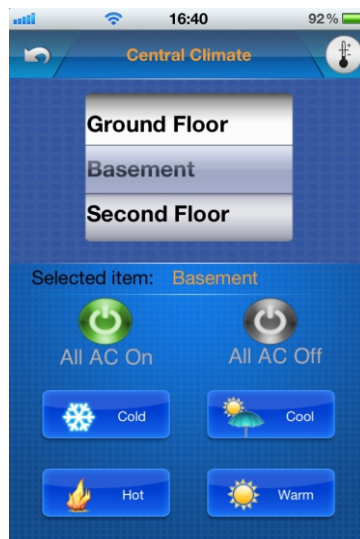 16:40 92%
Central Climate
Ground Floor
Basement
Second Floor
Selected item: Basement
All AC On All AC Off
Cold Cool
Hot Warm